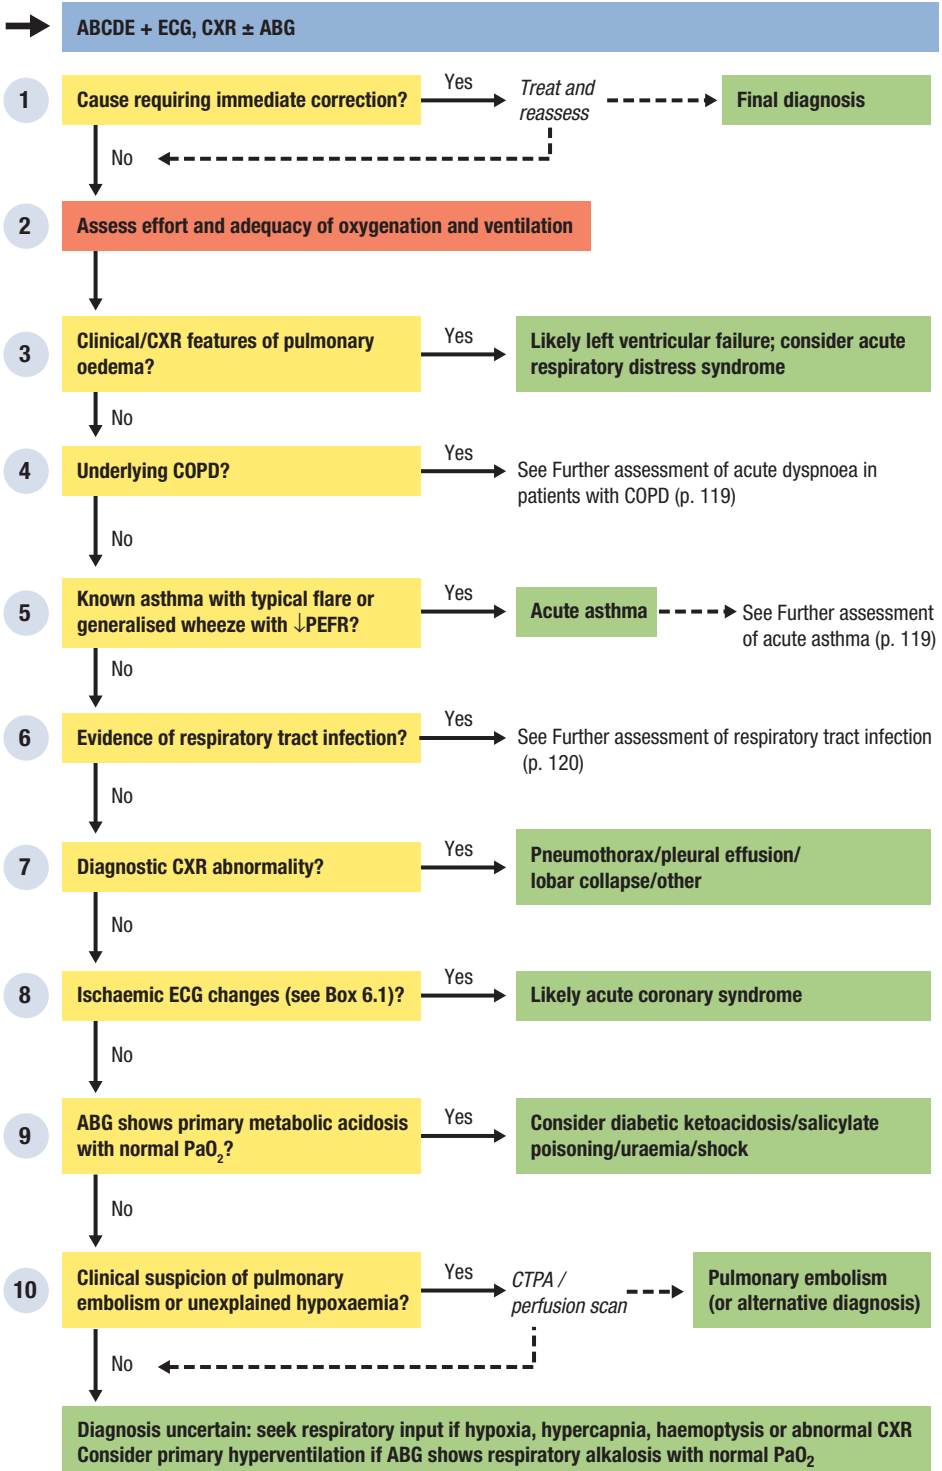 ABCDE + ECG, CXR ± ABG
1
Cause requiring immediate correction?
Yes
Treat and
reassess
Final diagnosis
No
2
Assess effort and adequacy of oxygenation and ventilation
3
Clinical/CXR features of pulmonary
oedema?
Yes
Likely left ventricular failure; consider acute
respiratory distress syndrome
No
4
Underlying COPD?
Yes
See Further assessment of acute dyspnoea in
patients with COPD (p. 119)
No
5
Known asthma with typical flare or
generalised wheeze with ↓PEFR?
Yes
Acute asthma
See Further assessment
of acute asthma (p. 119)
No
6
Evidence of respiratory tract infection?
Yes
See Further assessment of respiratory tract infection
(p. 120)
No
7
Diagnostic CXR abnormality?
Yes
Pneumothorax/pleural effusion/
lobar collapse/other
No
8
Ischaemic ECG changes (see Box 6.1)?
Yes
Likely acute coronary syndrome
No
9
ABG shows primary metabolic acidosis
with normal PaO₂?
Yes
Consider diabetic ketoacidosis/salicylate
poisoning/uraemia/shock
No
10
Clinical suspicion of pulmonary
embolism or unexplained hypoxaemia?
Yes
CTPA /
perfusion scan
Pulmonary embolism
(or alternative diagnosis)
No
Diagnosis uncertain: seek respiratory input if hypoxia, hypercapnia, haemoptysis or abnormal CXR
Consider primary hyperventilation if ABG shows respiratory alkalosis with normal PaO₂